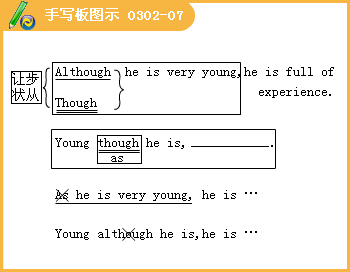 手写板图示 0302-07
让步状从
Although he is very young, he is full of
experience.
Though
Young though he is, ________.
as
As he is very young, he is …
Young although he is, he is …